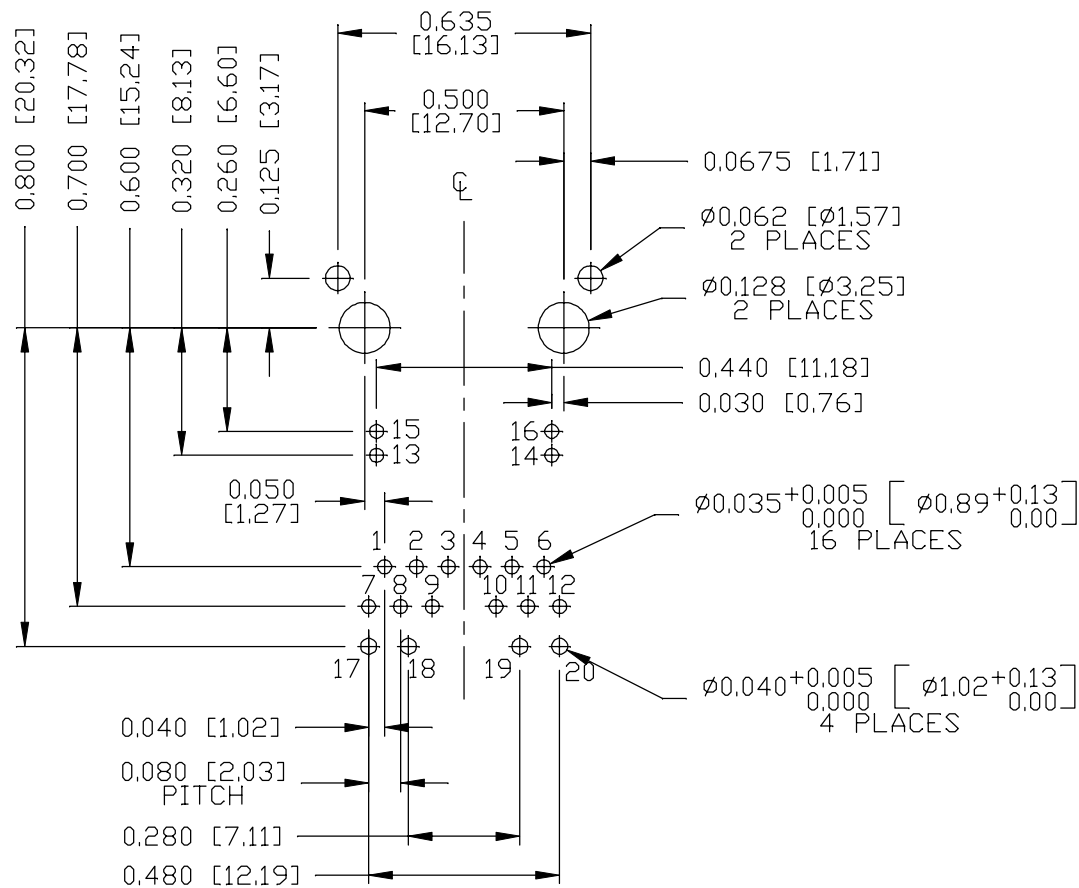 0,635
[16,13]
0,500
[12,70]
0,800 [20,32]
0,700 [17,78]
0,600 [15,24]
0,320 [8,13]
0,260 [6,60]
0,125 [3,17]
0,0675 [1,71]
℄
Ø0,062 [Ø1,57]
2 PLACES
Ø0,128 [Ø3,25]
2 PLACES
0,440 [11,18]
0,030 [0,76]
15 16
13 14
0,050
[1,27]
Ø0,035+0,005 [ Ø0,89+0,13 ]
0,000 0,00
16 PLACES
1 2 3 4 5 6
7 8 9 10 11 12
17 18 19 20
Ø0,040+0,005 [ Ø1,02+0,13 ]
0,000 0,00
4 PLACES
0,040 [1,02]
0,080 [2,03]
PITCH
0,280 [7,11]
0,480 [12,19]